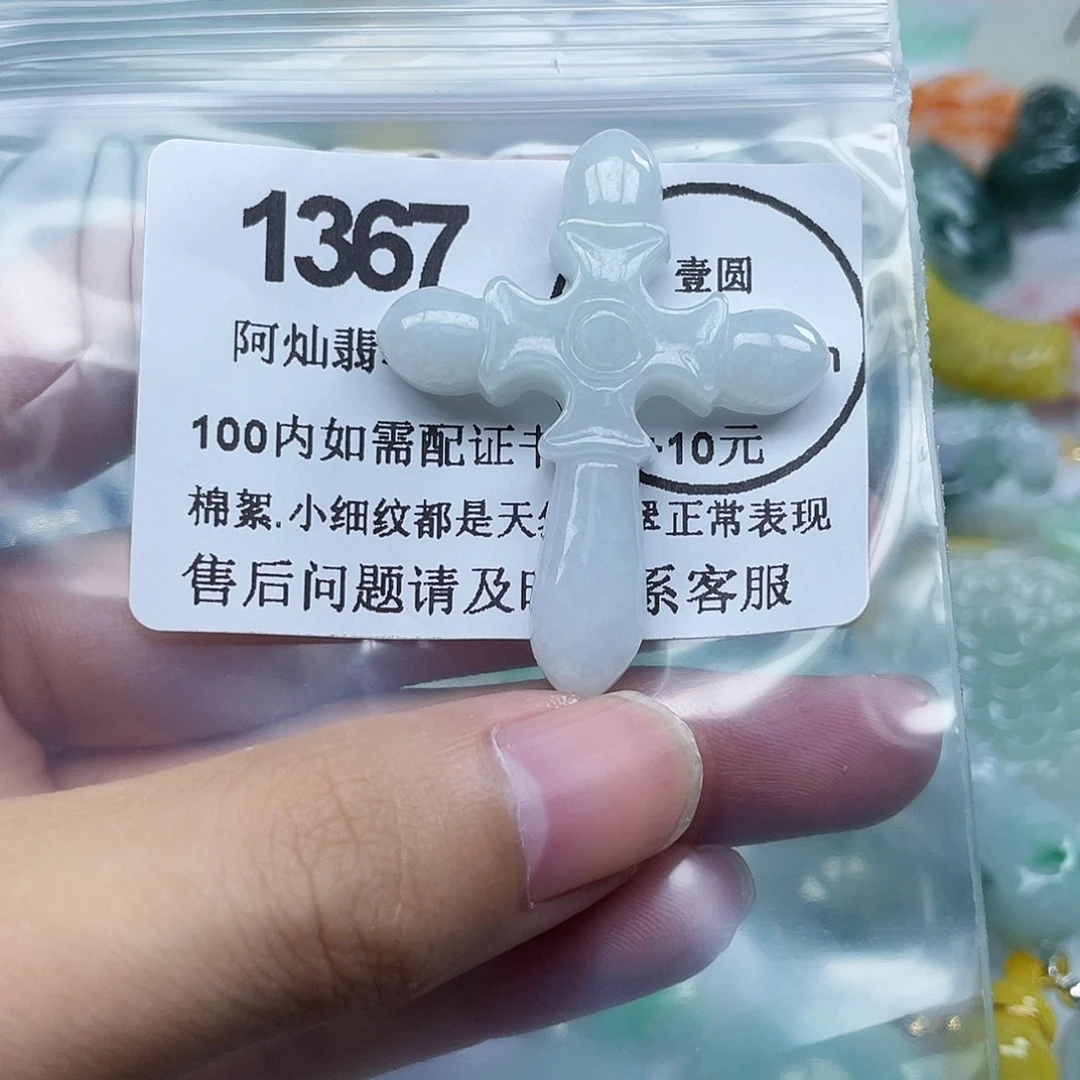 1367
壹圆
阿灿翡
100内如需配证 10元
棉絮.小细纹都是天 正常表现
售后问题请及 系客服